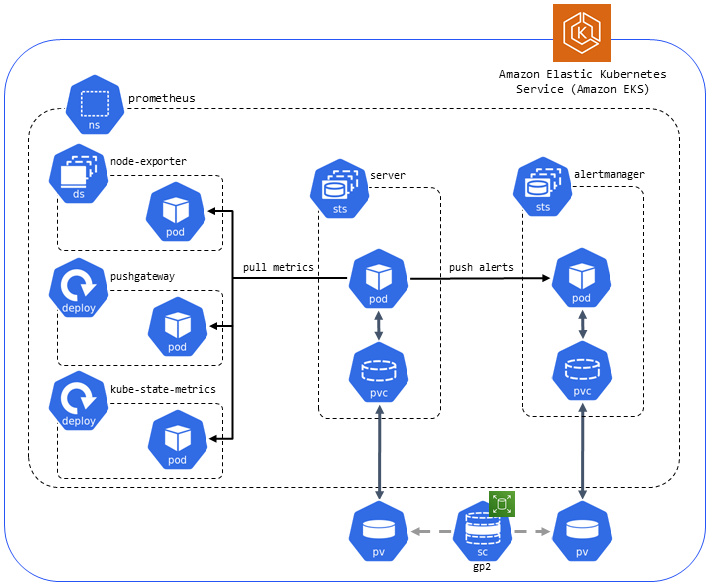 Amazon Elastic Kubernetes
Service (Amazon EKS)
prometheus
ns
node-exporter
ds
pod
server
sts
alertmanager
sts
pull metrics
push alerts
pod
pod
pushgateway
deploy
pod
kube-state-metrics
deploy
pod
pvc
pvc
pv
sc
gp2
pv
K